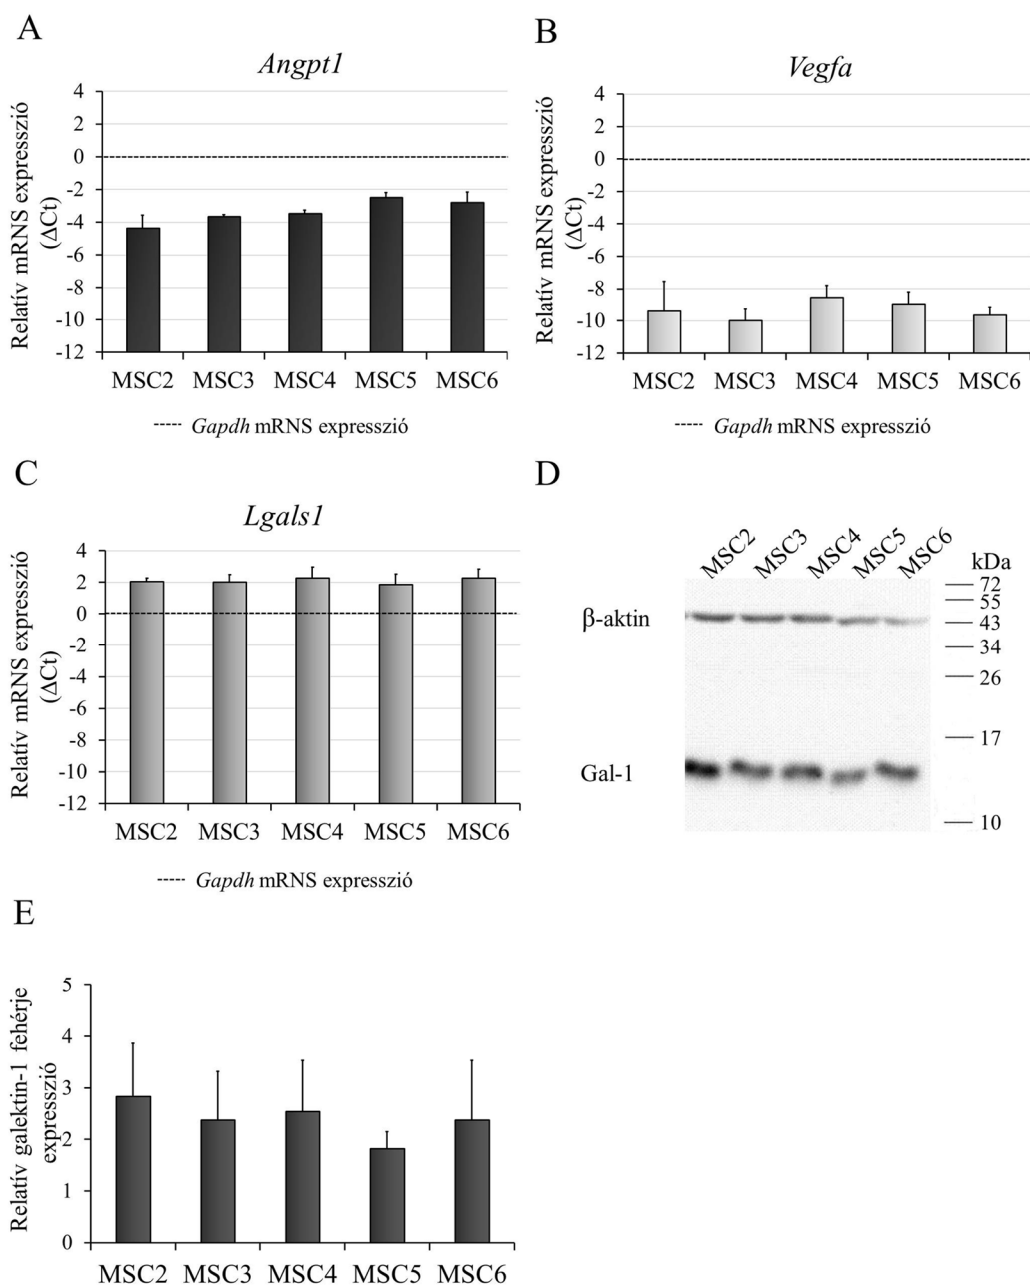 A
Angpt1
Relatív mRNS expresszió
(ΔCt)
4
2
0
-2
-4
-6
-8
-10
-12
MSC2 MSC3 MSC4 MSC5 MSC6
----- Gapdh mRNS expresszió
B
Vegfa
Relatív mRNS expresszió
(ΔCt)
4
2
0
-2
-4
-6
-8
-10
-12
MSC2 MSC3 MSC4 MSC5 MSC6
----- Gapdh mRNS expresszió
C
Lgals1
Relatív mRNS expresszió
(ΔCt)
4
2
0
-2
-4
-6
-8
-10
-12
MSC2 MSC3 MSC4 MSC5 MSC6
----- Gapdh mRNS expresszió
D
MSC2 MSC3 MSC4 MSC5 MSC6
kDa
72
55
43
34
26
17
10
β-aktin
Gal-1
E
Relatív galektin-1 fehérje
expresszió
5
4
3
2
1
0
MSC2 MSC3 MSC4 MSC5 MSC6